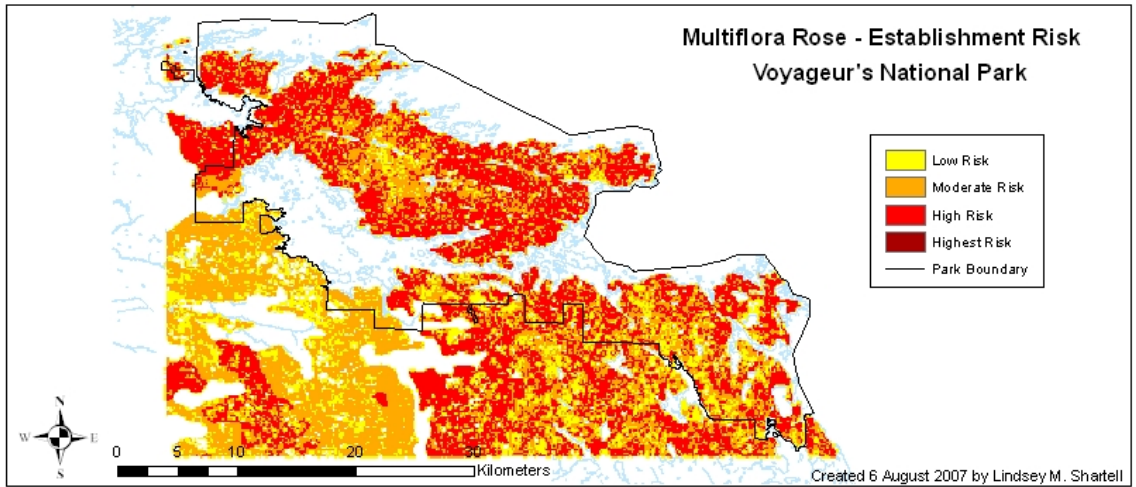 Multiflora Rose - Establishment Risk
Voyageur's National Park
Low Risk
Moderate Risk
High Risk
Highest Risk
Park Boundary
N
W E
S
0 5 10 20 30
Kilometers
Created 6 August 2007 by Lindsey M. Shartell